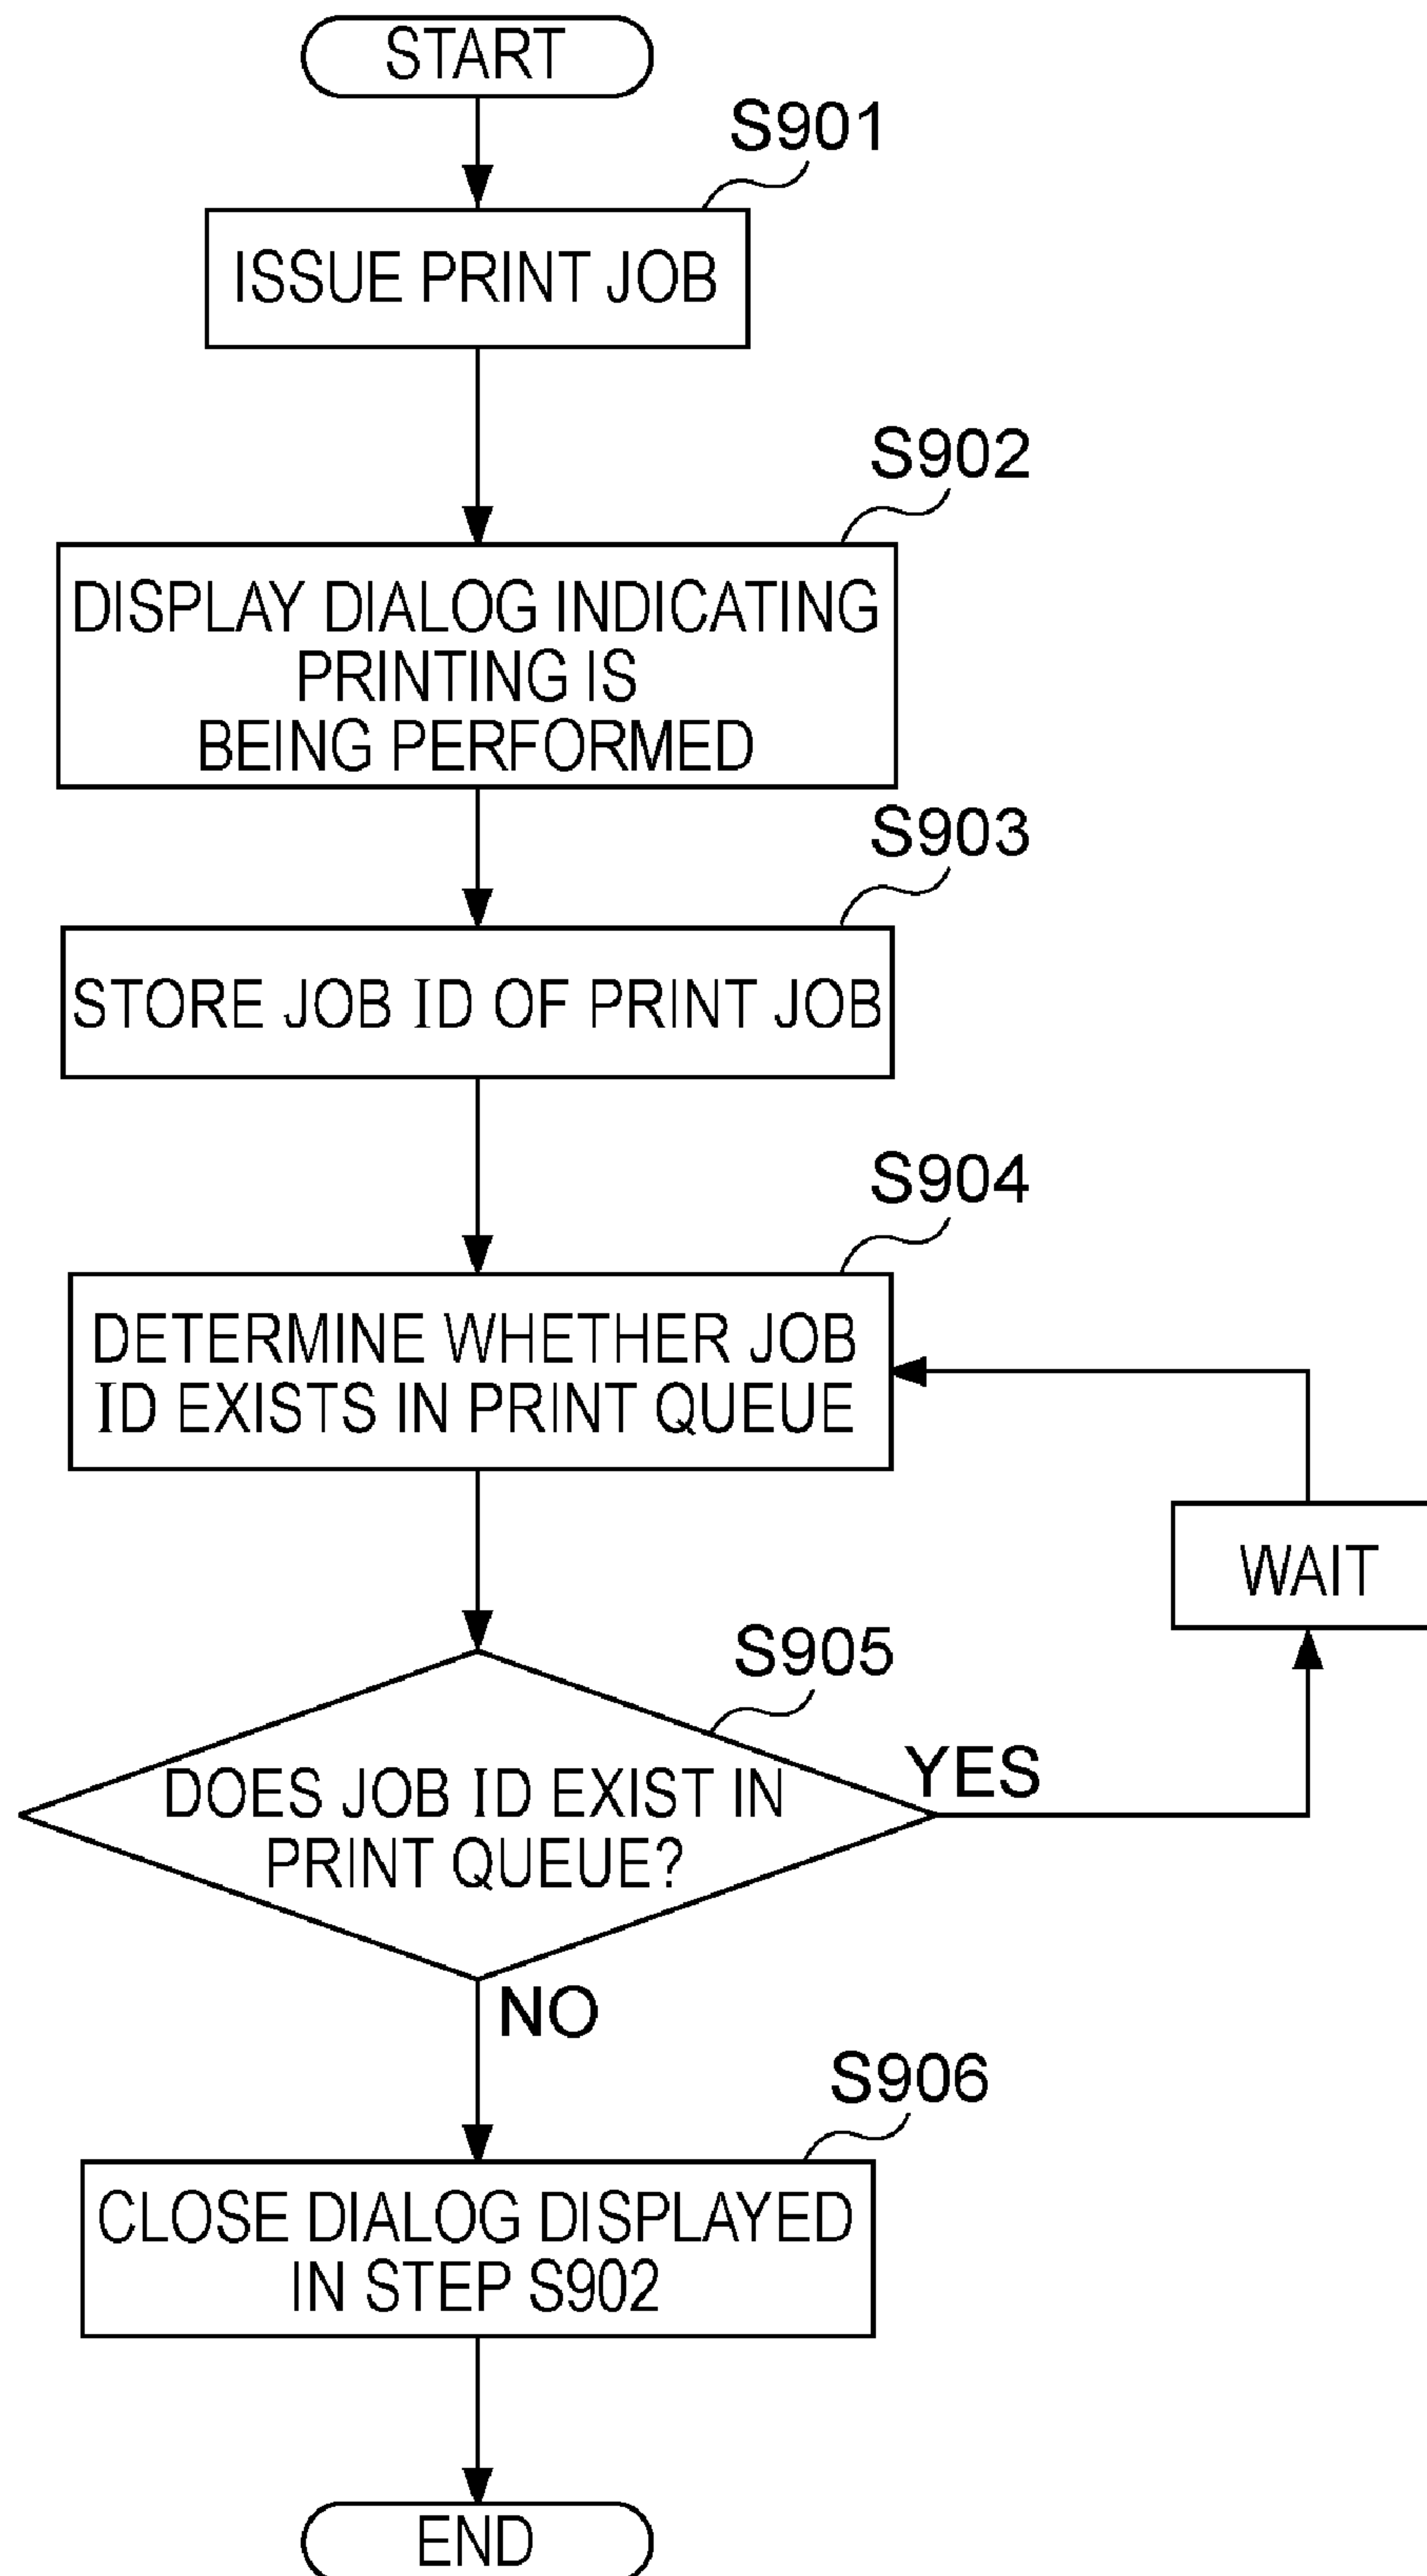 START
S901
ISSUE PRINT JOB
S902
DISPLAY DIALOG INDICATING
PRINTING IS
BEING PERFORMED
S903
STORE JOB ID OF PRINT JOB
S904
DETERMINE WHETHER JOB
ID EXISTS IN PRINT QUEUE
WAIT
S905
DOES JOB ID EXIST IN
PRINT QUEUE?
YES
NO
S906
CLOSE DIALOG DISPLAYED
IN STEP S902
END